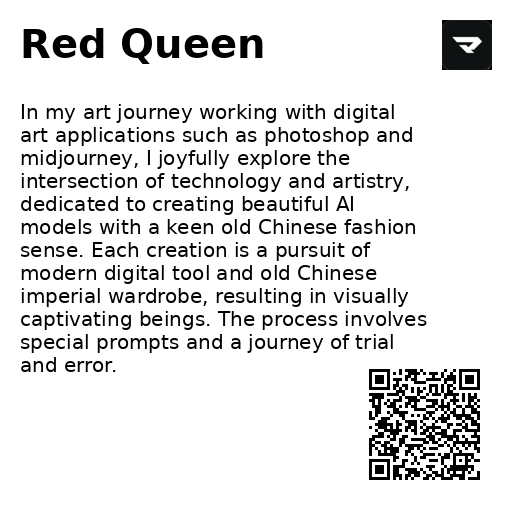 Red Queen
In my art journey working with digital
art applications such as photoshop and
midjourney, I joyfully explore the
intersection of technology and artistry,
dedicated to creating beautiful AI
models with a keen old Chinese fashion
sense. Each creation is a pursuit of
modern digital tool and old Chinese
imperial wardrobe, resulting in visually
captivating beings. The process involves
special prompts and a journey of trial
and error.